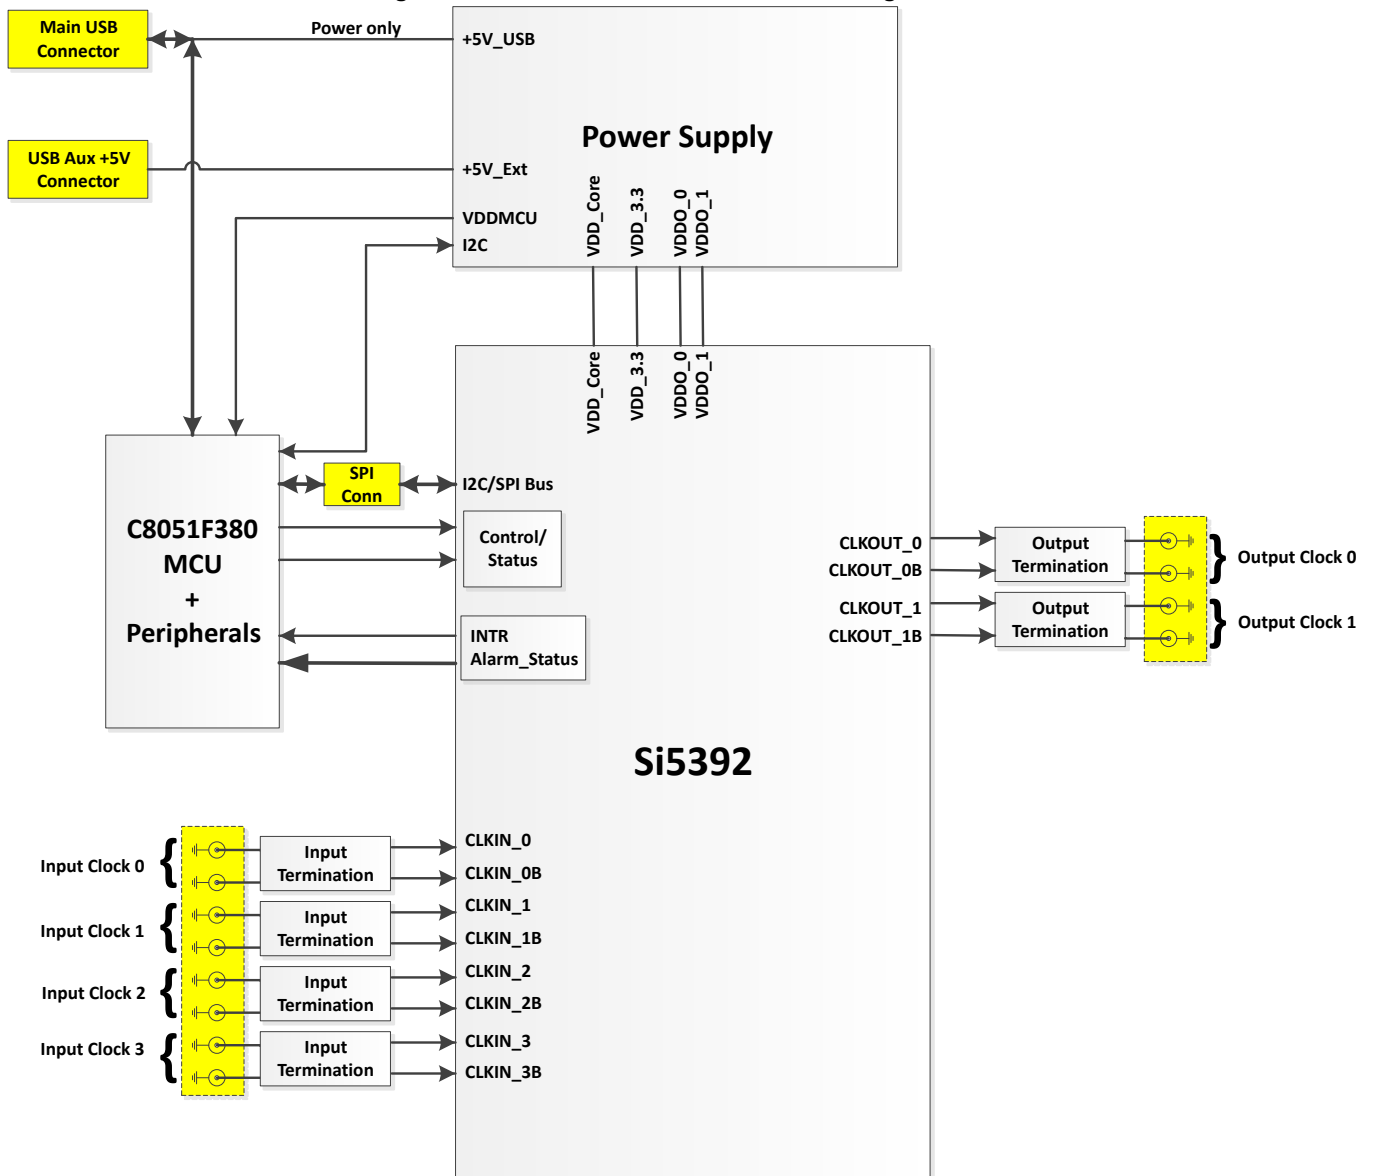 Main USB
Connector
Power only
+5V_USB
Power Supply
USB Aux +5V
Connector
+5V_Ext
VDDMCU
I2C
VDD_Core
VDD_3.3
VDDO_0
VDDO_1
VDD_Core
VDD_3.3
VDDO_0
VDDO_1
C8051F380
MCU
+
Peripherals
SPI
Conn
I2C/SPI Bus
Control/
Status
INTR
Alarm_Status
CLKOUT_0
CLKOUT_0B
CLKOUT_1
CLKOUT_1B
Output
Termination
Output
Termination
Output Clock 0
Output Clock 1
Si5392
Input Clock 0
Input Clock 1
Input Clock 2
Input Clock 3
Input
Termination
Input
Termination
Input
Termination
Input
Termination
CLKIN_0
CLKIN_0B
CLKIN_1
CLKIN_1B
CLKIN_2
CLKIN_2B
CLKIN_3
CLKIN_3B